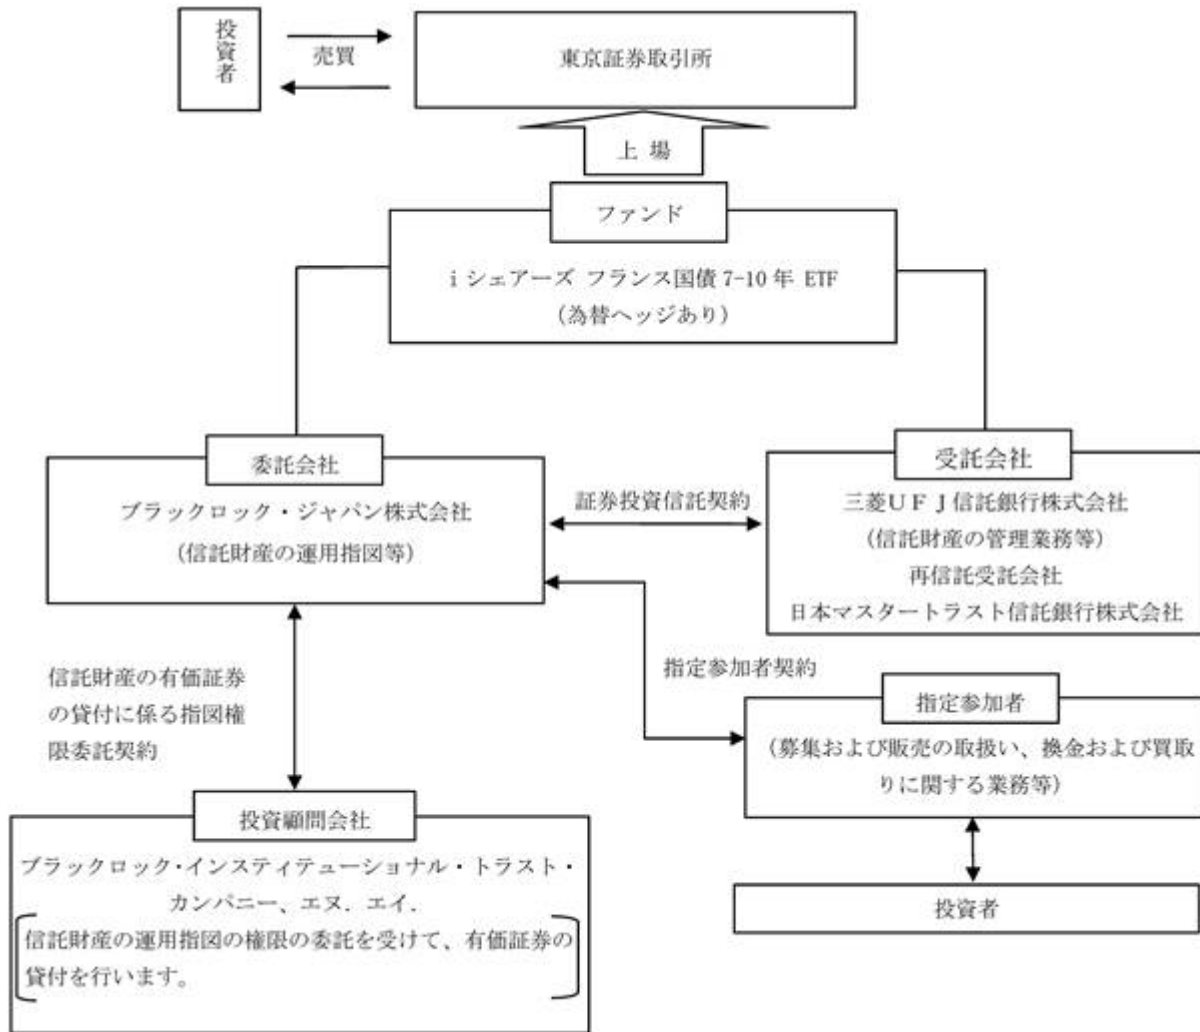 投資者
売買
東京証券取引所
上 場
ファンド
i シェアーズ フランス国債 7-10 年 ETF
（為替ヘッジあり）
委託会社
ブラックロック・ジャパン株式会社
（信託財産の運用指図等）
証券投資信託契約
受託会社
三菱ＵＦＪ信託銀行株式会社
（信託財産の管理業務等）
再信託受託会社
日本マスタートラスト信託銀行株式会社
信託財産の有価証券
の貸付に係る指図権
限委託契約
指定参加者契約
指定参加者
（募集および販売の取扱い、換金および買取
りに関する業務等）
投資顧問会社
ブラックロック・インスティテューショナル・トラスト・
カンパニー、エヌ．エイ．
信託財産の運用指図の権限の委託を受けて、有価証券の
貸付を行います。
投資者